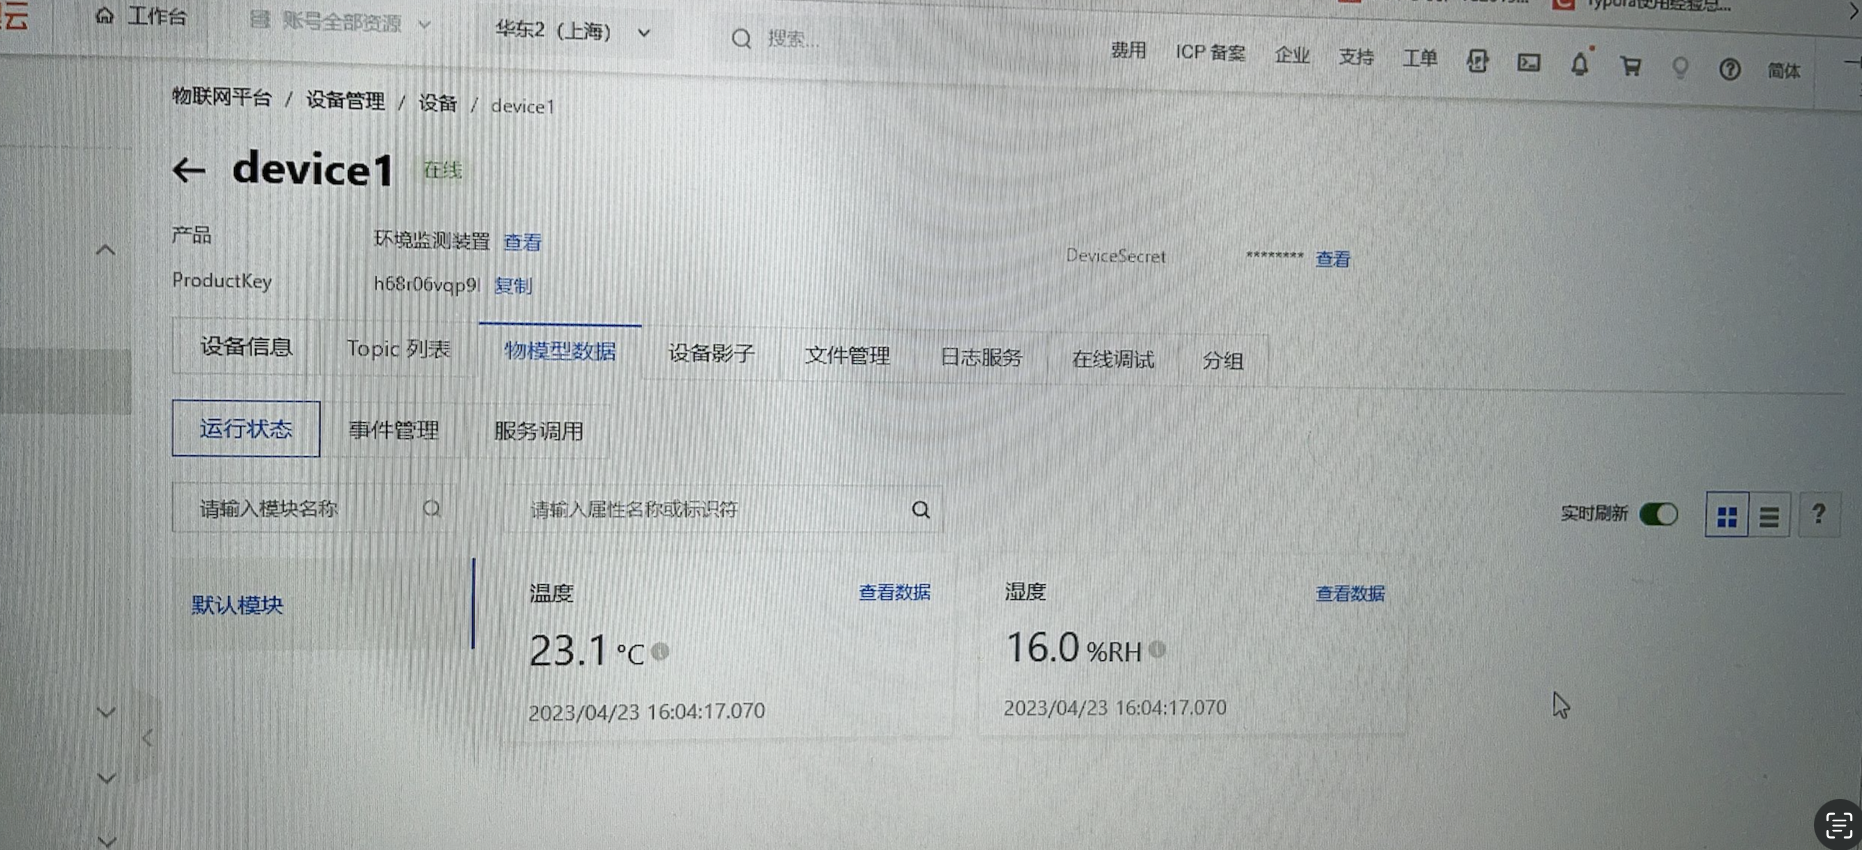 云 工作台 账号全部资源 华东2（上海） 搜索... 费用 ICP 备案 企业 支持 工单 简体
物联网平台 / 设备管理 / 设备 / device1
← device1 在线
产品 环境监测装置 查看 DeviceSecret ******** 查看
ProductKey 复制
设备信息 Topic 列表 物模型数据 设备影子 文件管理 日志服务 在线调试 分组
运行状态 事件管理 服务调用
请输入模块名称 请输入属性名称或标识符 实时刷新 ?
默认模块
温度 查看数据 湿度 查看数据
23.1 °C 16.0 %RH
2023/04/23 16:04:17.070 2023/04/23 16:04:17.070